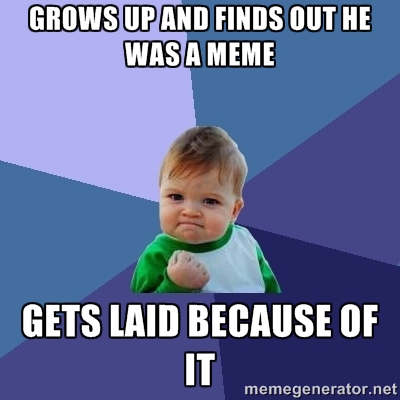 GROWS UP AND FINDS OUT HE
WAS A MEME
GETS LAID BECAUSE OF
IT
memegenerator.net